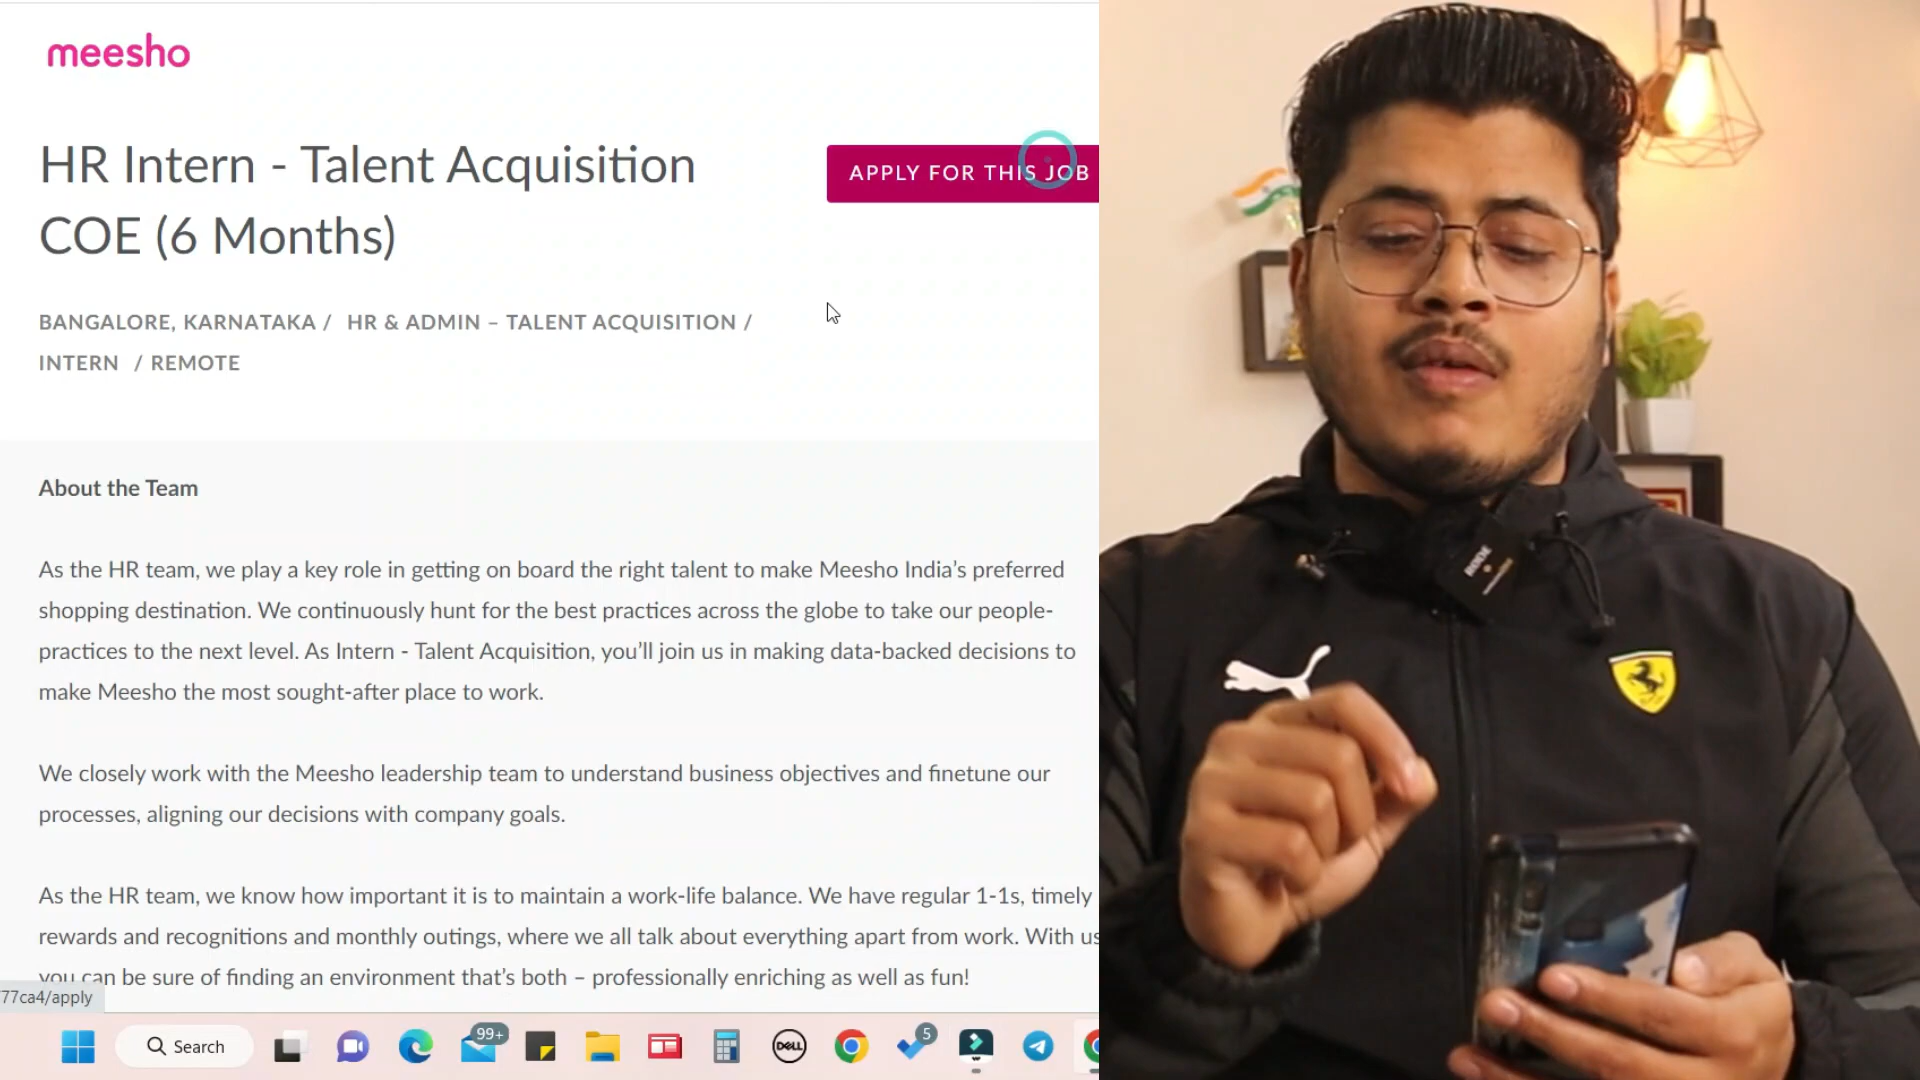 meesho
HR Intern - Talent Acquisition
COE (6 Months)
APPLY FOR THIS JOB
BANGALORE, KARNATAKA / HR & ADMIN – TALENT ACQUISITION /
INTERN / REMOTE
About the Team
As the HR team, we play a key role in getting on board the right talent to make Meesho India’s preferred
shopping destination. We continuously hunt for the best practices across the globe to take our people-
practices to the next level. As Intern - Talent Acquisition, you’ll join us in making data-backed decisions to
make Meesho the most sought-after place to work.
We closely work with the Meesho leadership team to understand business objectives and finetune our
processes, aligning our decisions with company goals.
As the HR team, we know how important it is to maintain a work-life balance. We have regular 1-1s, timely
rewards and recognitions and monthly outings, where we all talk about everything apart from work. With us
you can be sure of finding an environment that’s both – professionally enriching as well as fun!
77ca4/apply
Search
99+
DELL
5
RODE